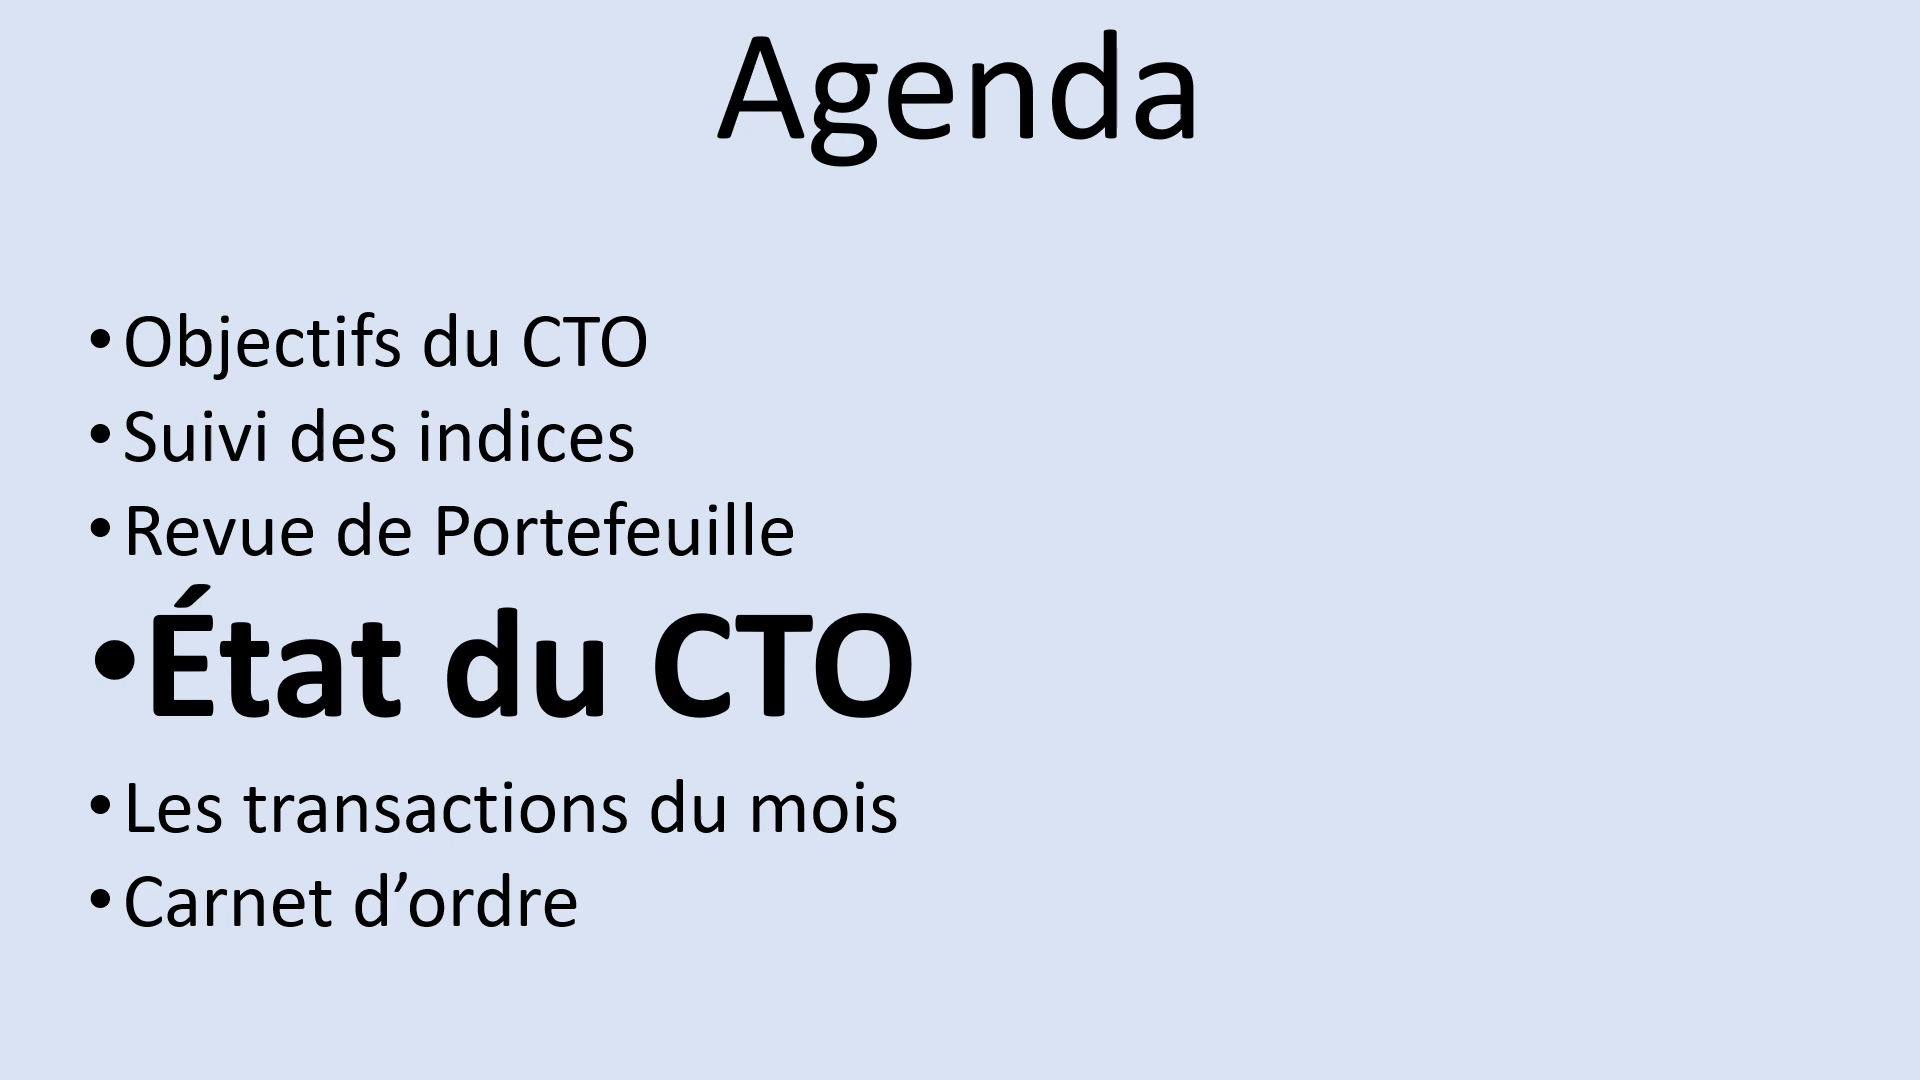 Agenda
• Objectifs du CTO
• Suivi des indices
• Revue de Portefeuille
• État du CTO
• Les transactions du mois
• Carnet d’ordre